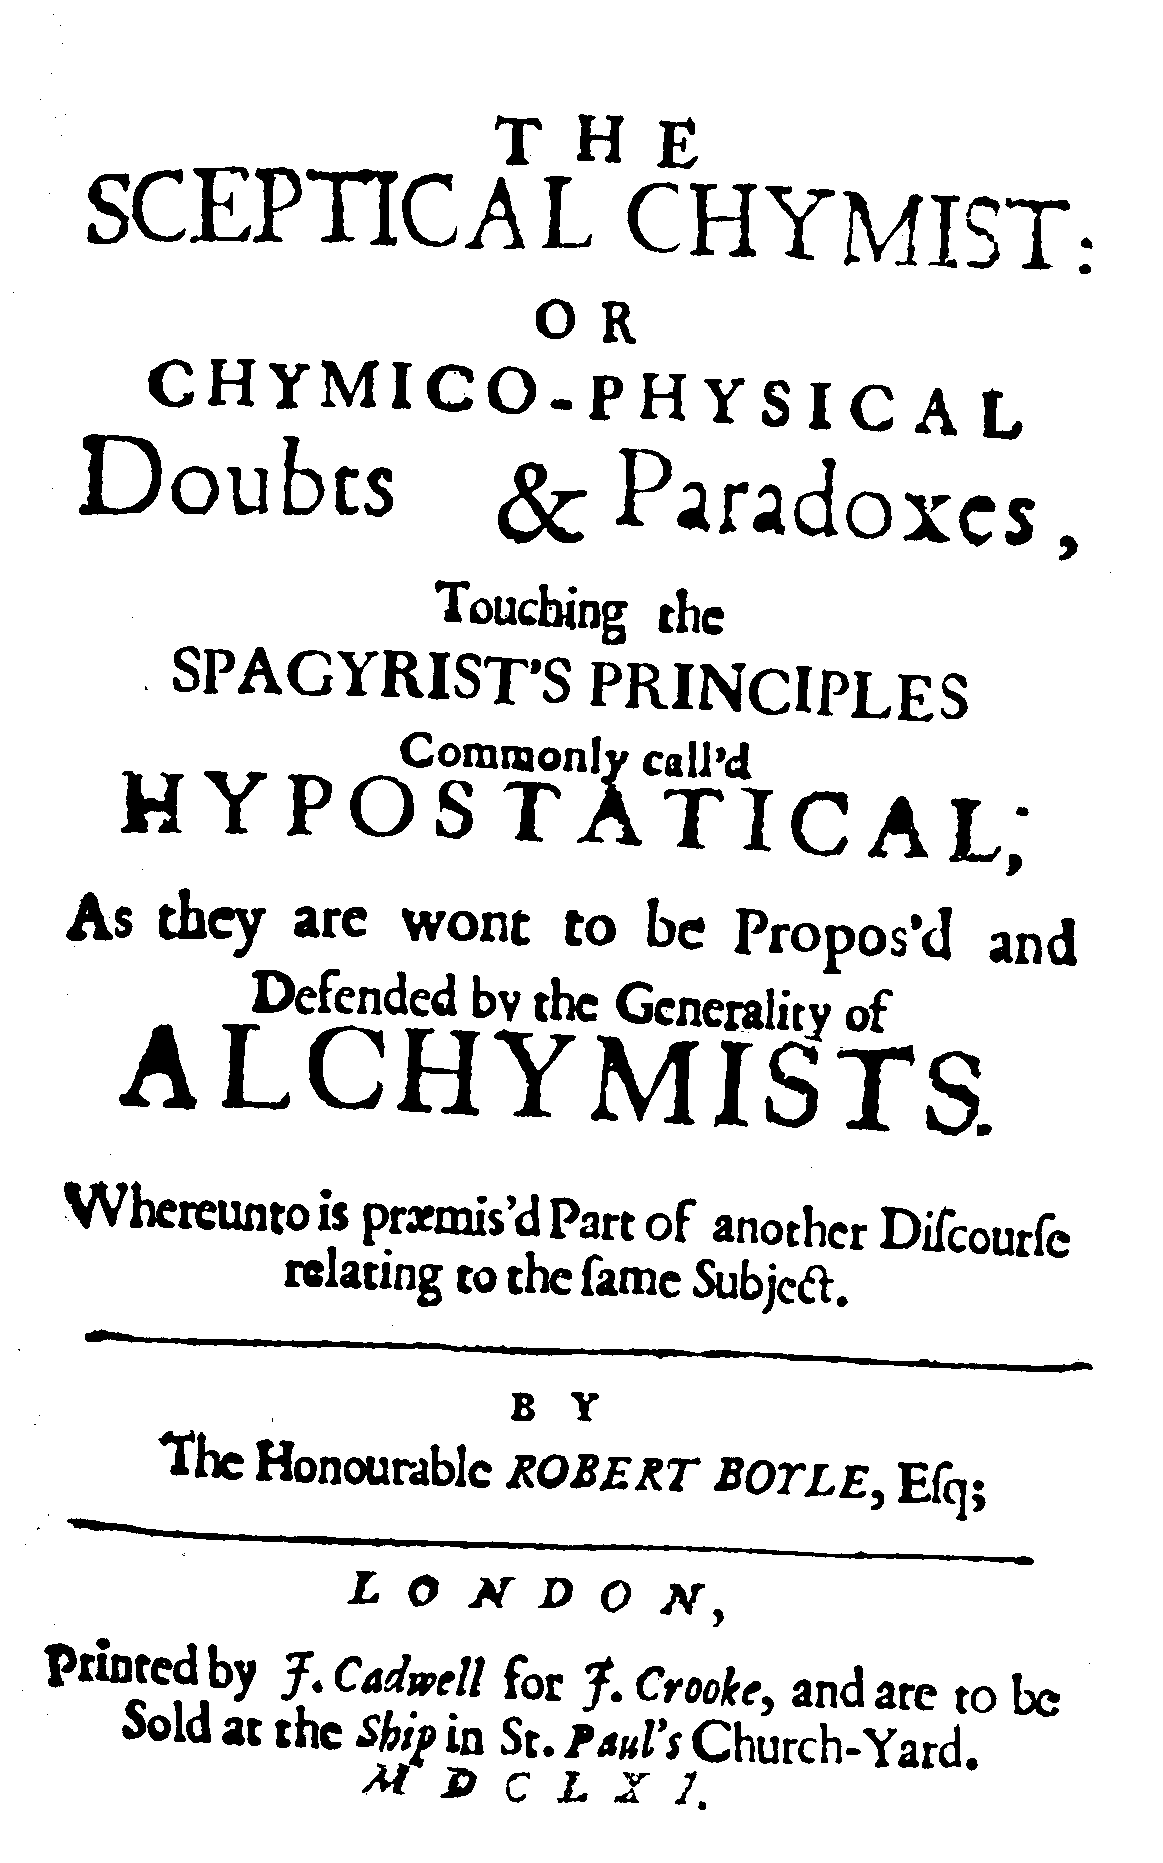 THE
SCEPTICAL CHYMIST:
OR
CHYMICO-PHYSICAL
Doubts & Paradoxes,
Touching the
SPAGYRIST'S PRINCIPLES
Commonly call'd
HYPOSTATICAL;
As they are wont to be Propos'd and
Defended by the Generality of
ALCHYMISTS.
Whereunto is præmis'd Part of another Diſcourſe
relating to the ſame Subject.
BY
The Honourable ROBERT BOYLE, Eſq;
LONDON,
Printed by J. Cadwell for J. Crooke, and are to be
Sold at the Ship in St. Paul's Church-Yard.
MDCLXI.